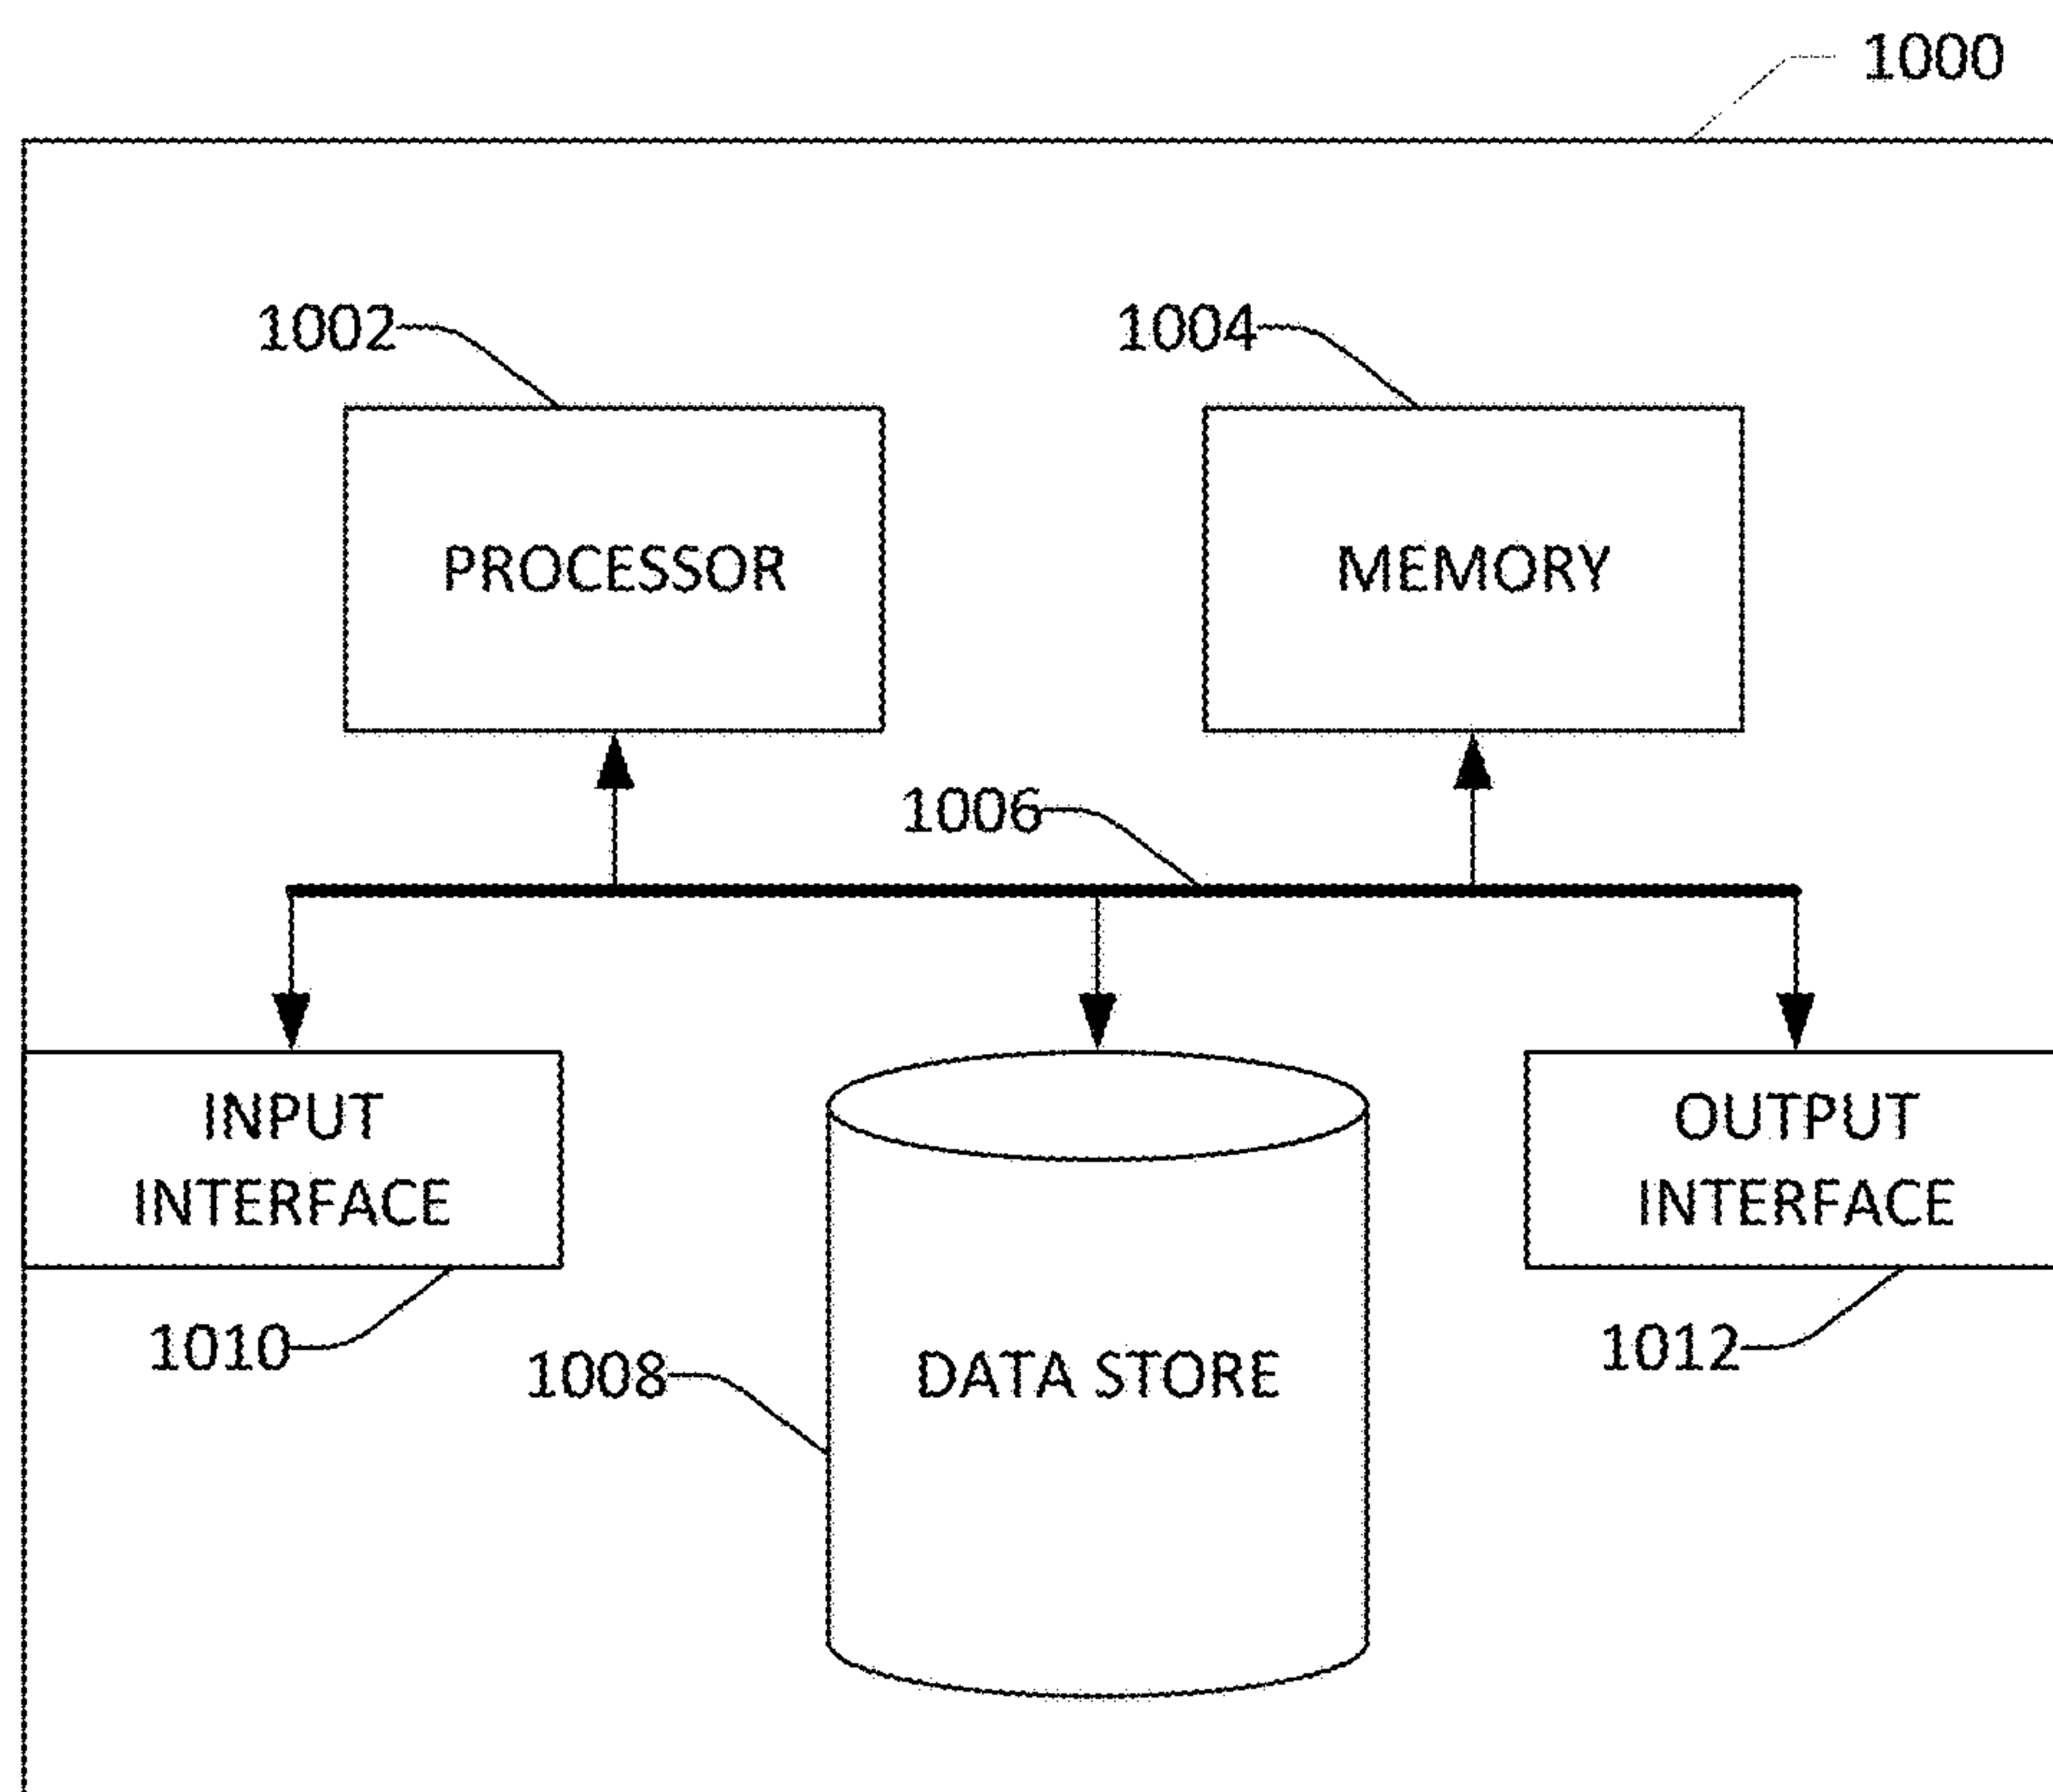 1000
1002
1004
PROCESSOR
MEMORY
1006
INPUT
INTERFACE
OUTPUT
INTERFACE
1010
1008
DATA STORE
1012